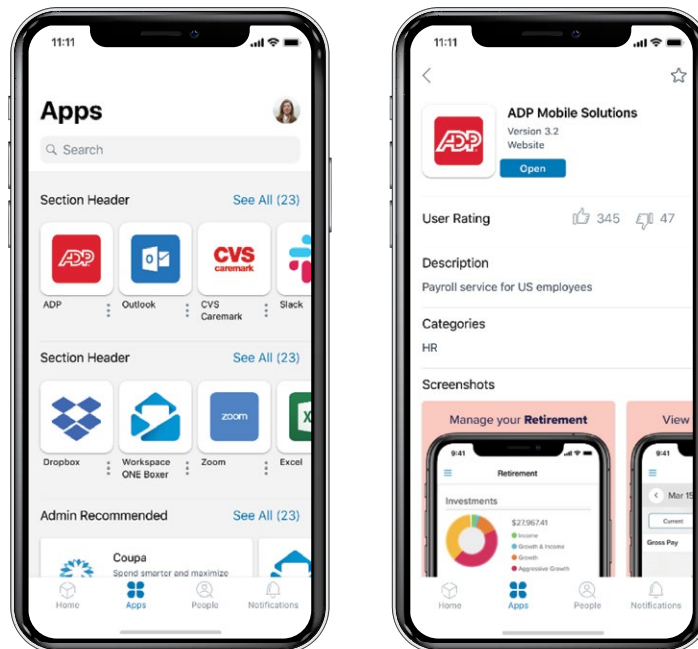 11:11
Apps
Search
Section Header See All (23)
ADP
CVS
caremark
ADP Outlook CVS Caremark Slack
Section Header See All (23)
zoom
X
Dropbox Workspace ONE Boxer Zoom Excel
Admin Recommended See All (23)
Coupa
Spend smarter and maximize
Home Apps People Notifications
11:11
ADP
ADP Mobile Solutions
Version 3.2
Website
Open
User Rating 345 47
Description
Payroll service for US employees
Categories
HR
Screenshots
Manage your Retirement
9:41
Retirement
Investments
$27,967.41
Income
Growth & Income
Growth
Aggressive Growth
View
9:41
Mar 15
Current
Gross Pay
Home Apps People Notifications